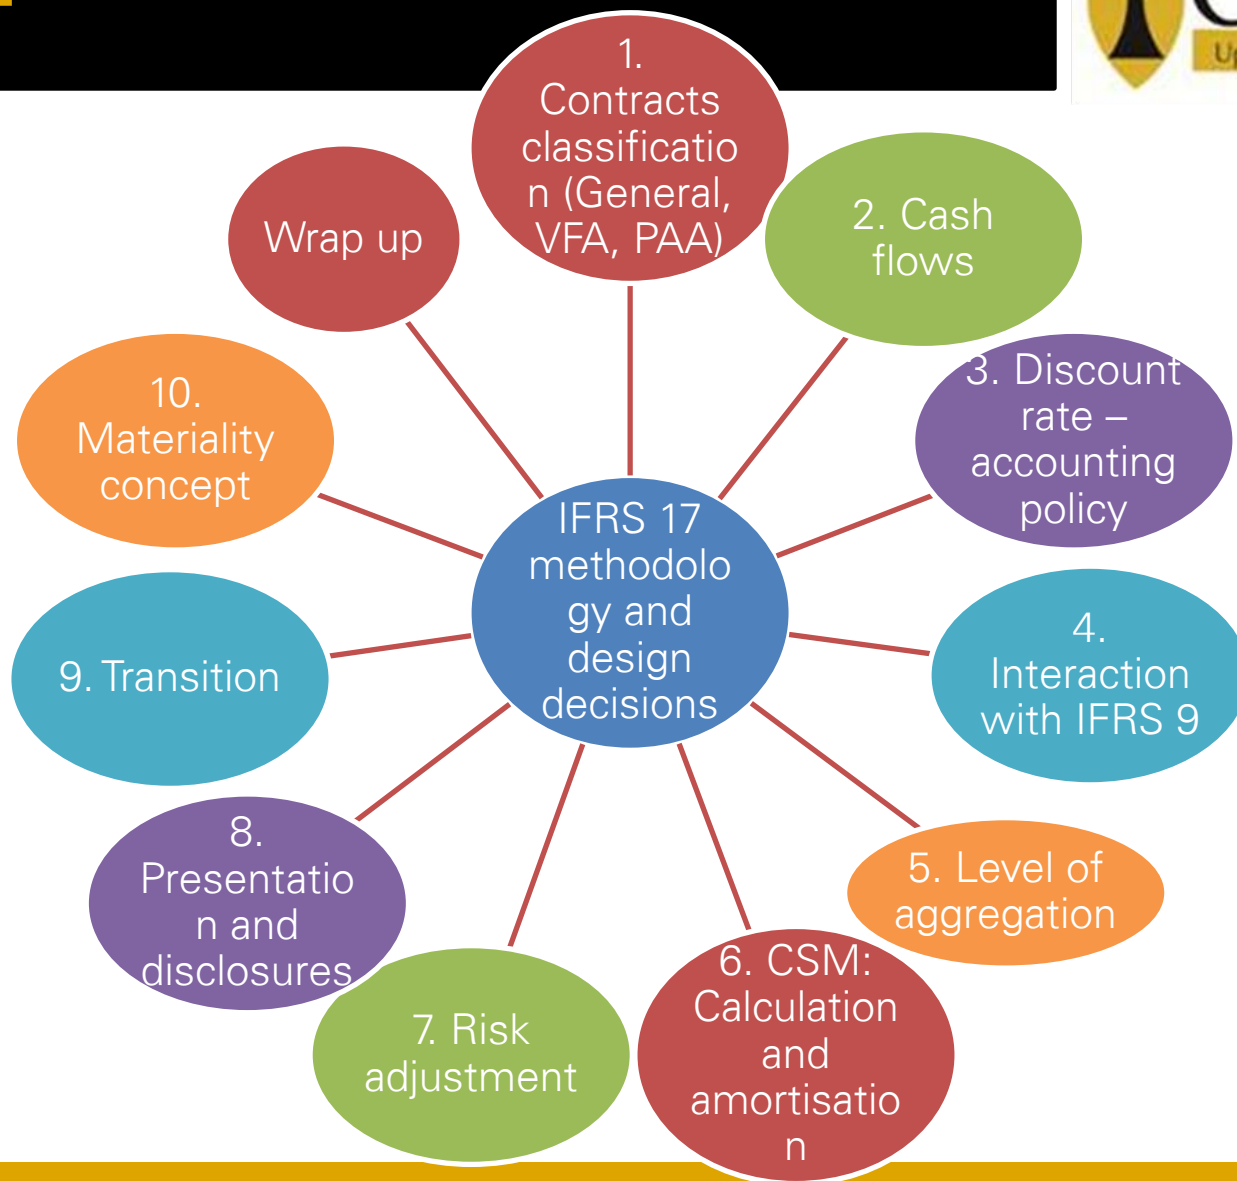 1.
Contracts
classificatio
n (General,
VFA, PAA)
2. Cash
flows
3. Discount
rate –
accounting
policy
4.
Interaction
with IFRS 9
5. Level of
aggregation
6. CSM:
Calculation
and
amortisatio
n
7. Risk
adjustment
8.
Presentatio
n and
disclosures
9. Transition
10.
Materiality
concept
Wrap up
IFRS 17
methodolo
gy and
design
decisions